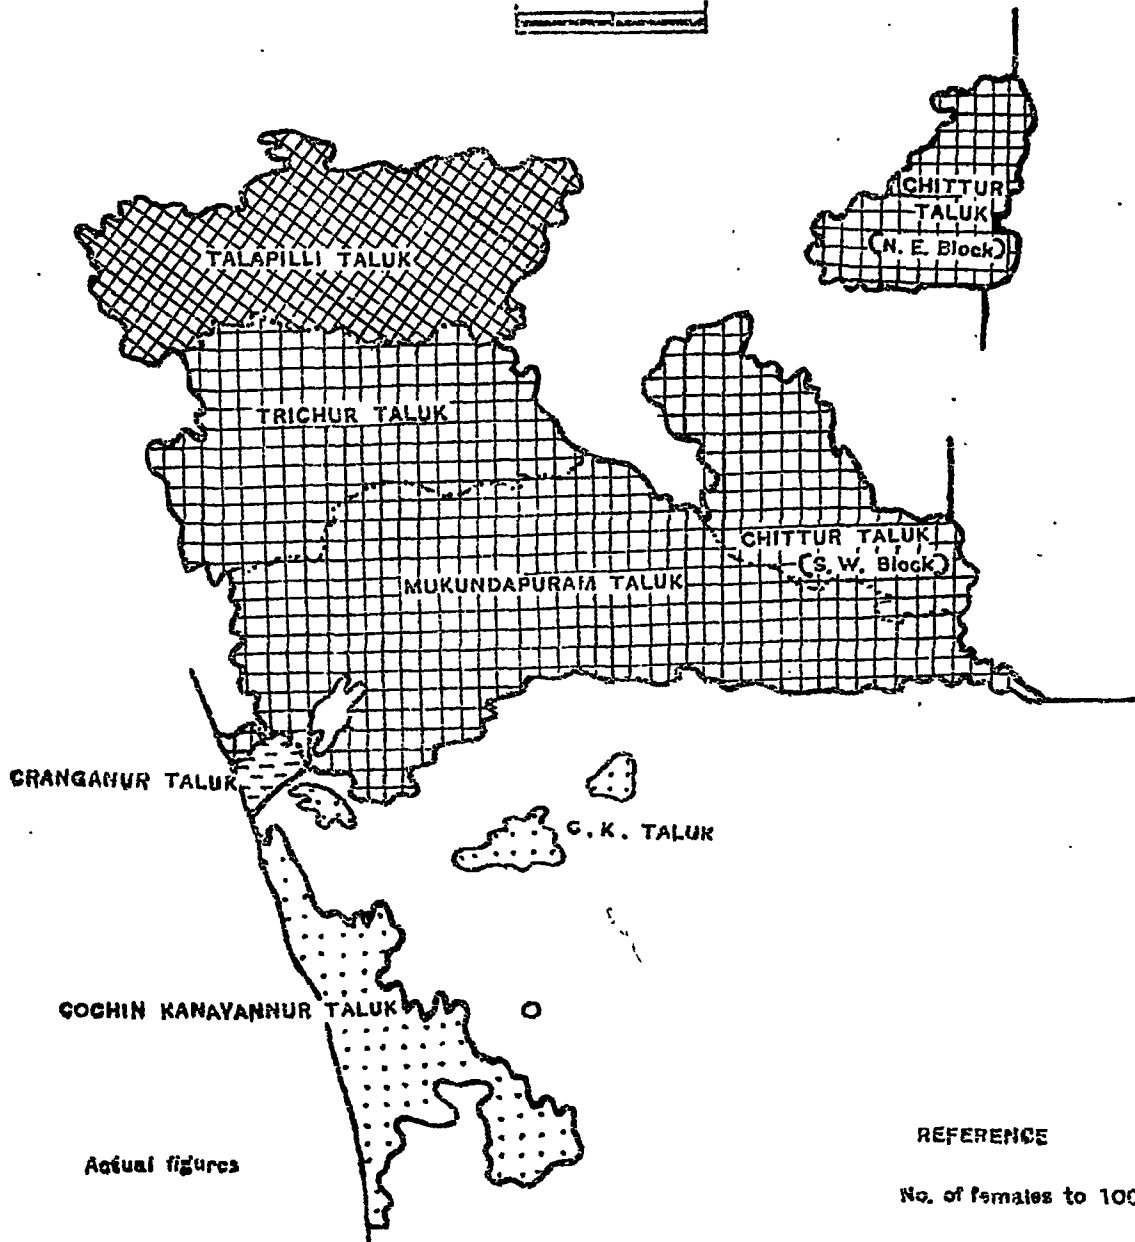 CHITTUR
TALUK
(N. E. Block)
TALAPILLI TALUK
TRICHUR TALUK
CHITTUR TALUK
(S. W. Block)
MUKUNDAPURAM TALUK
CRANGANUR TALUK
C. K. TALUK
COCHIN KANAYANNUR TALUK
REFERENCE
Actual figures
No. of females to 100